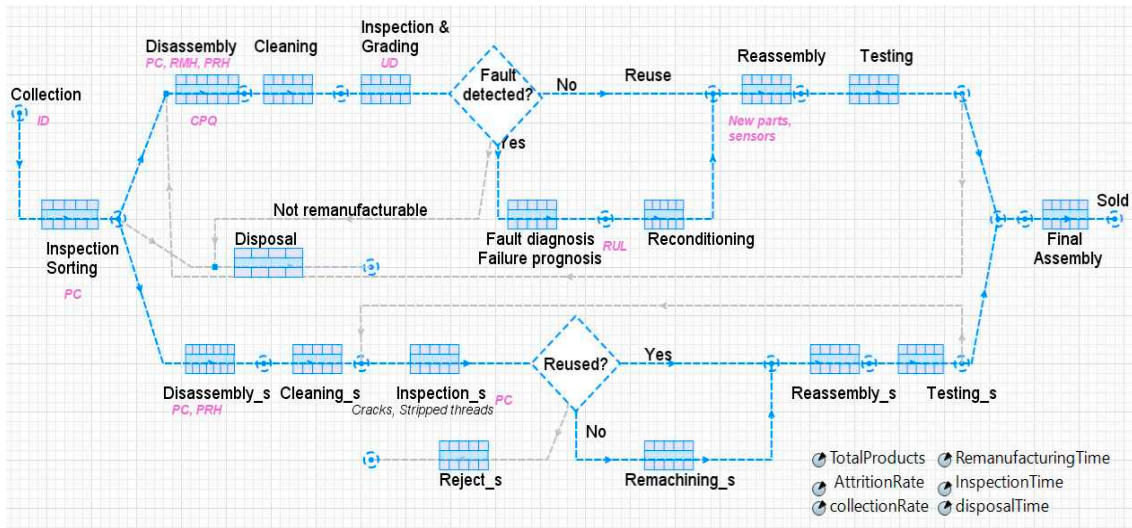 Collection
ID
Inspection
Sorting
PC
Disassembly
PC, RMH, PRH
CPQ
Cleaning
Inspection &
Grading
UD
Fault
detected?
No
Reuse
Yes
Reassembly
New parts,
sensors
Testing
Not remanufacturable
Disposal
Fault diagnosis
Failure prognosis
RUL
Reconditioning
Sold
Final
Assembly
Disassembly_s
PC, PRH
Cleaning_s
Inspection_s
Cracks, Stripped threads
PC
Reused?
Yes
No
Reassembly_s
Testing_s
Reject_s
Remachining_s
TotalProducts
RemanufacturingTime
AttritionRate
InspectionTime
collectionRate
disposalTime